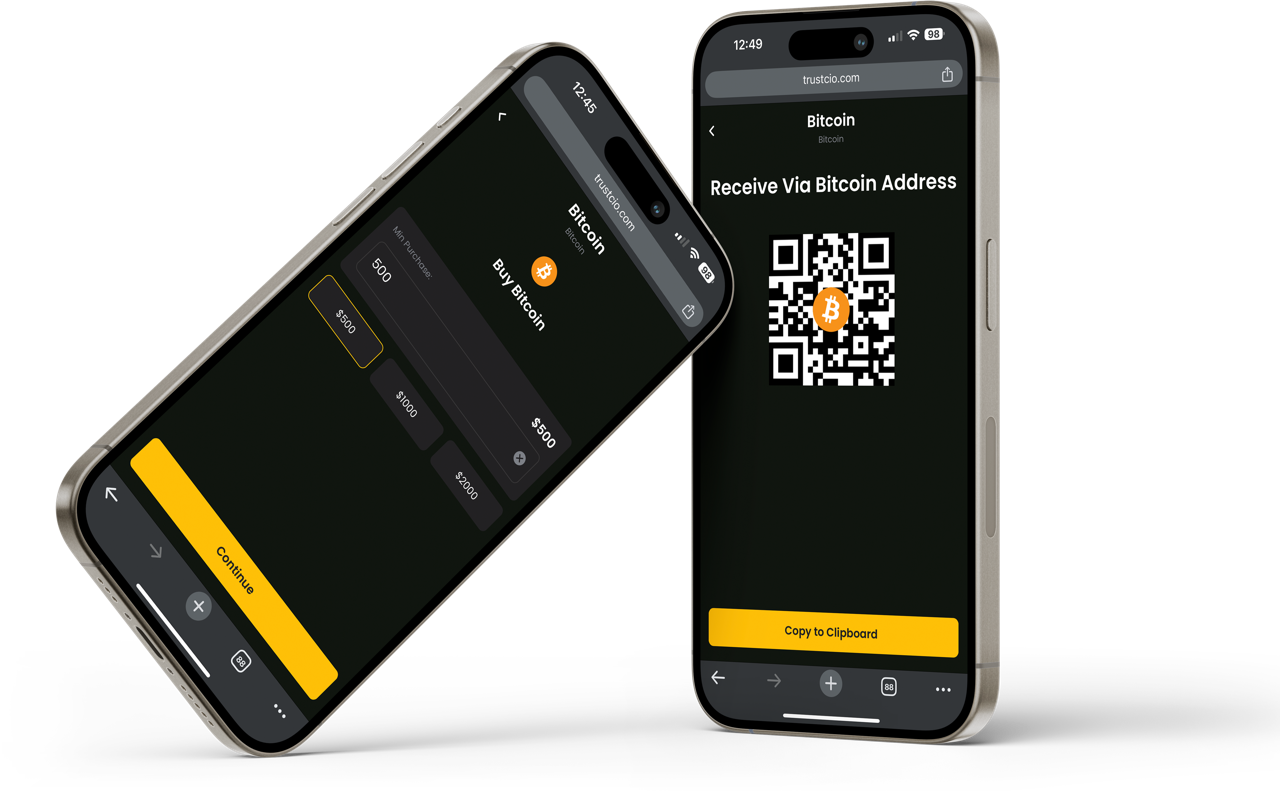 12:45
98
trustcio.com
Bitcoin
Bitcoin
Buy Bitcoin
Min Purchase:
$500
500
$500
$1000
$2000
Continue
88
12:49
98
trustcio.com
Bitcoin
Bitcoin
Receive Via Bitcoin Address
Copy to Clipboard
88